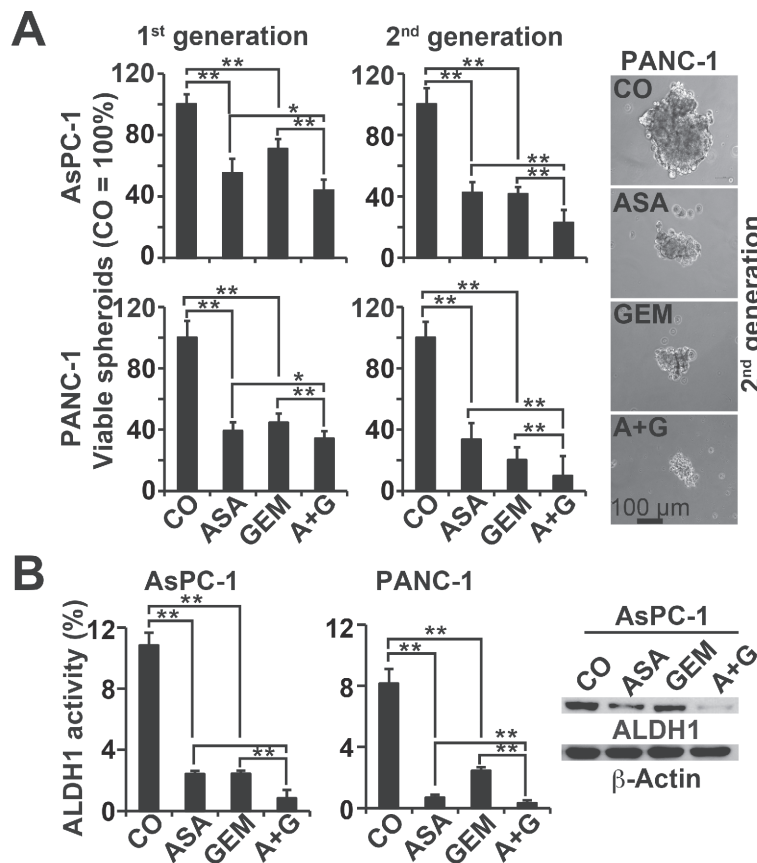 A
1st generation
2nd generation
PANC-1
AsPC-1
PANC-1
Viable spheroids (CO = 100%)
120
80
40
0
**
**
*
**
120
80
40
0
**
**
**
**
120
80
40
0
**
**
*
**
CO
ASA
GEM
A+G
120
80
40
0
**
**
**
**
CO
ASA
GEM
A+G
CO
ASA
GEM
A+G
100 µm
2nd generation
B
AsPC-1
PANC-1
ALDH1 activity (%)
12
8
4
0
**
**
**
CO
ASA
GEM
A+G
12
8
4
0
**
**
**
**
CO
ASA
GEM
A+G
AsPC-1
CO
ASA
GEM
A+G
ALDH1
β-Actin